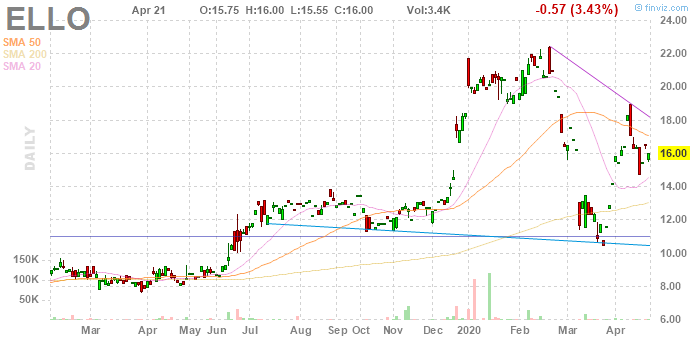 ELLO Apr 21 O:15.75 H:16.00 L:15.55 C:16.00 Vol:3.4K -0.57 (3.43%) © finviz.com
SMA 50
SMA 200
SMA 20
DAILY
24.00
22.00
20.00
18.00
16.00
14.00
12.00
150K 10.00
100K
50K 8.00
6.00
Mar Apr May Jun Jul Aug Sep Oct Nov Dec 2020 Feb Mar Apr